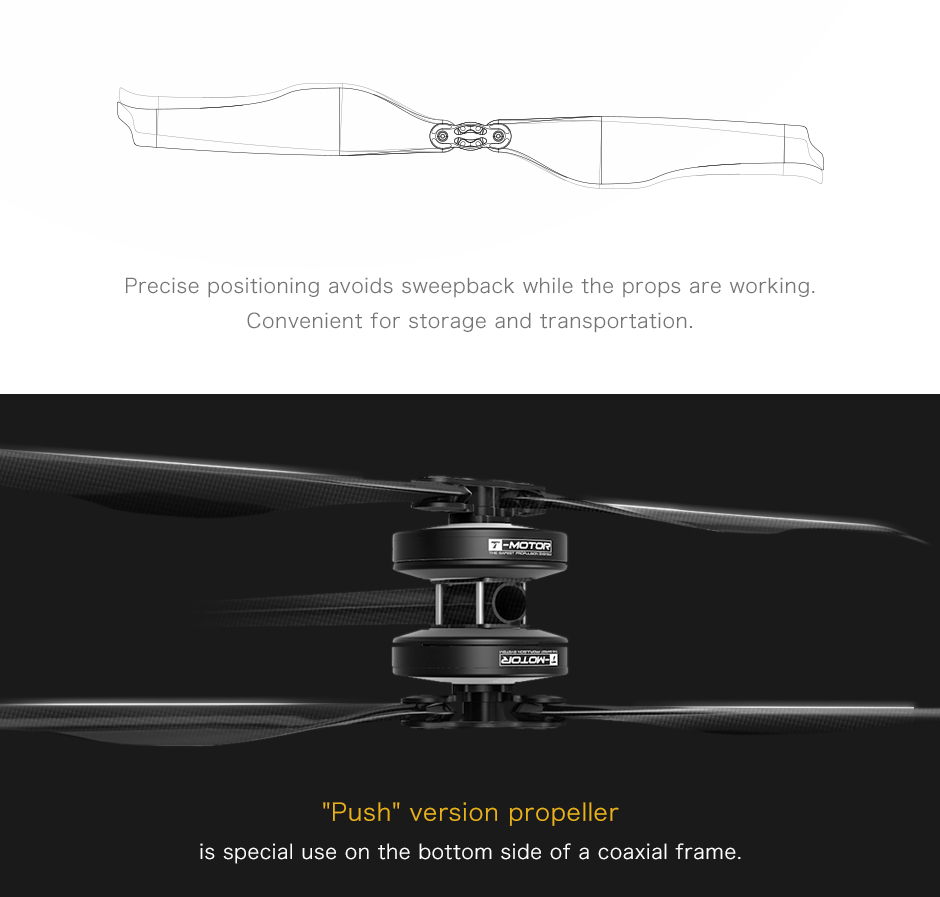 Precise positioning avoids sweepback while the props are working.
Convenient for storage and transportation.
T-MOTOR
THE SAFEST PROPULSION SYSTEM
T-MOTOR
THE SAFEST PROPULSION SYSTEM
"Push" version propeller
is special use on the bottom side of a coaxial frame.